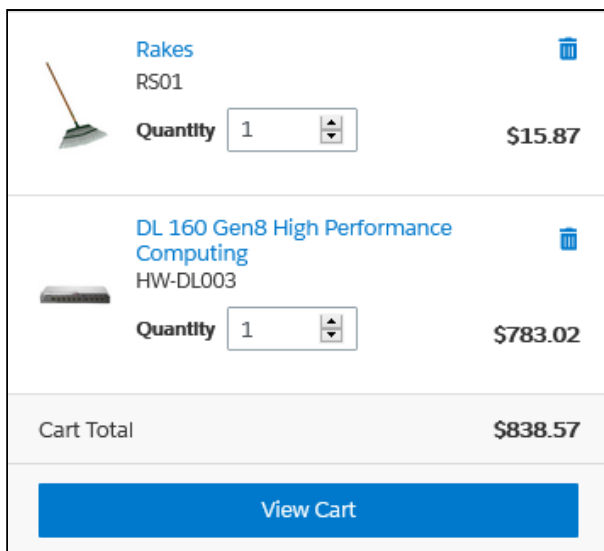 Rakes
RS01
Quantity 1
$15.87
DL 160 Gen8 High Performance
Computing
HW-DL003
Quantity 1
$783.02
Cart Total $838.57
View Cart